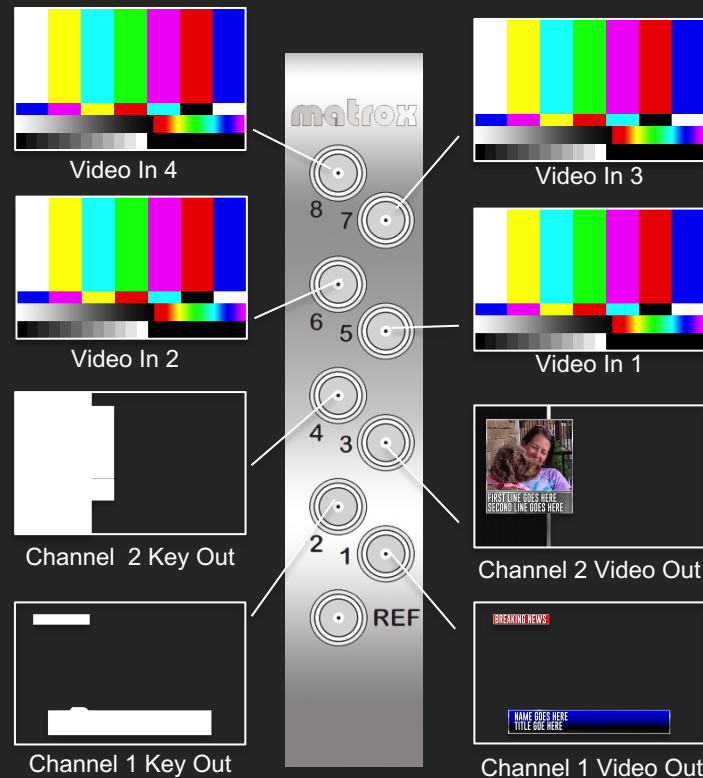 matrox
Video In 4
Video In 3
8
7
Video In 2
Video In 1
6
5
Channel 2 Key Out
FIRST LINE GOES HERE
SECOND LINE GOES HERE
Channel 2 Video Out
4
3
2
1
REF
Channel 1 Key Out
BREAKING NEWS
NAME GOES HERE
TITLE GOE HERE
Channel 1 Video Out